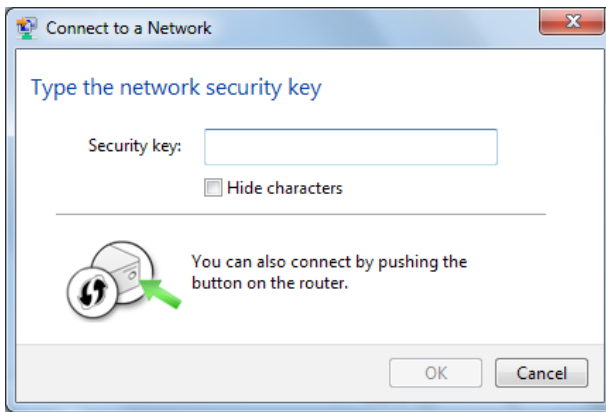 Connect to a Network
Type the network security key
Security key:
Hide characters
You can also connect by pushing the
button on the router.
OK
Cancel